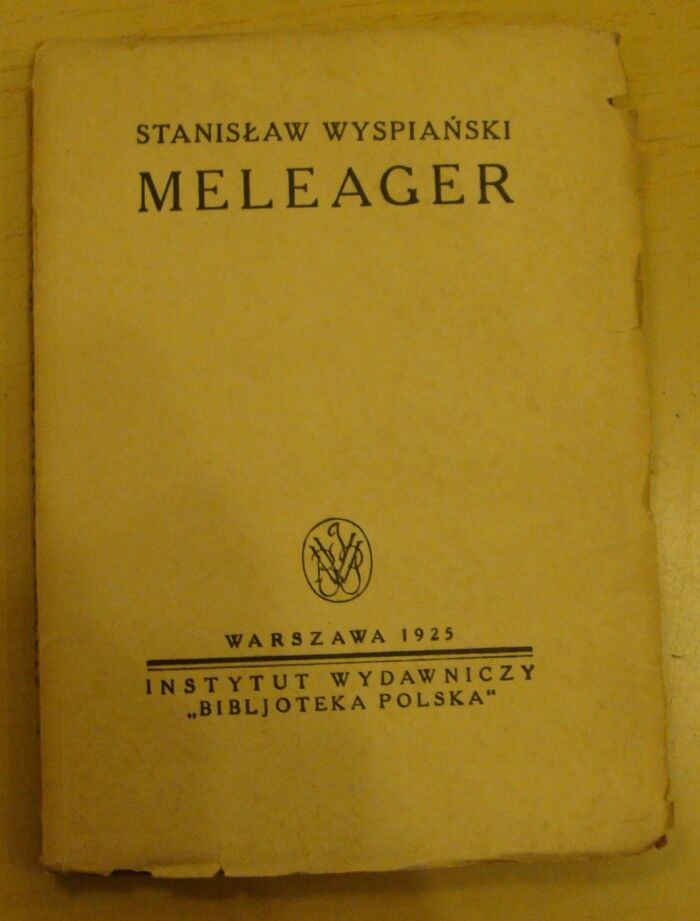 STANISŁAW WYSPIAŃSKI
MELEAGER
WARSZAWA 1925
INSTYTUT WYDAWNICZY
„BIBLJOTEKA POLSKA“